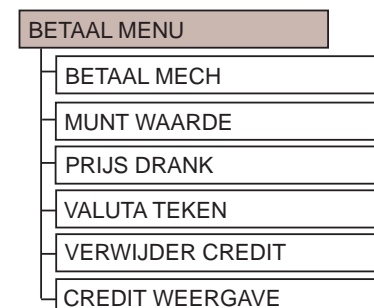 BETAAL MENU
BETAAL MECH
MUNT WAARDE
PRIJS DRANK
VALUTA TEKEN
VERWIJDER CREDIT
CREDIT WEERGAVE